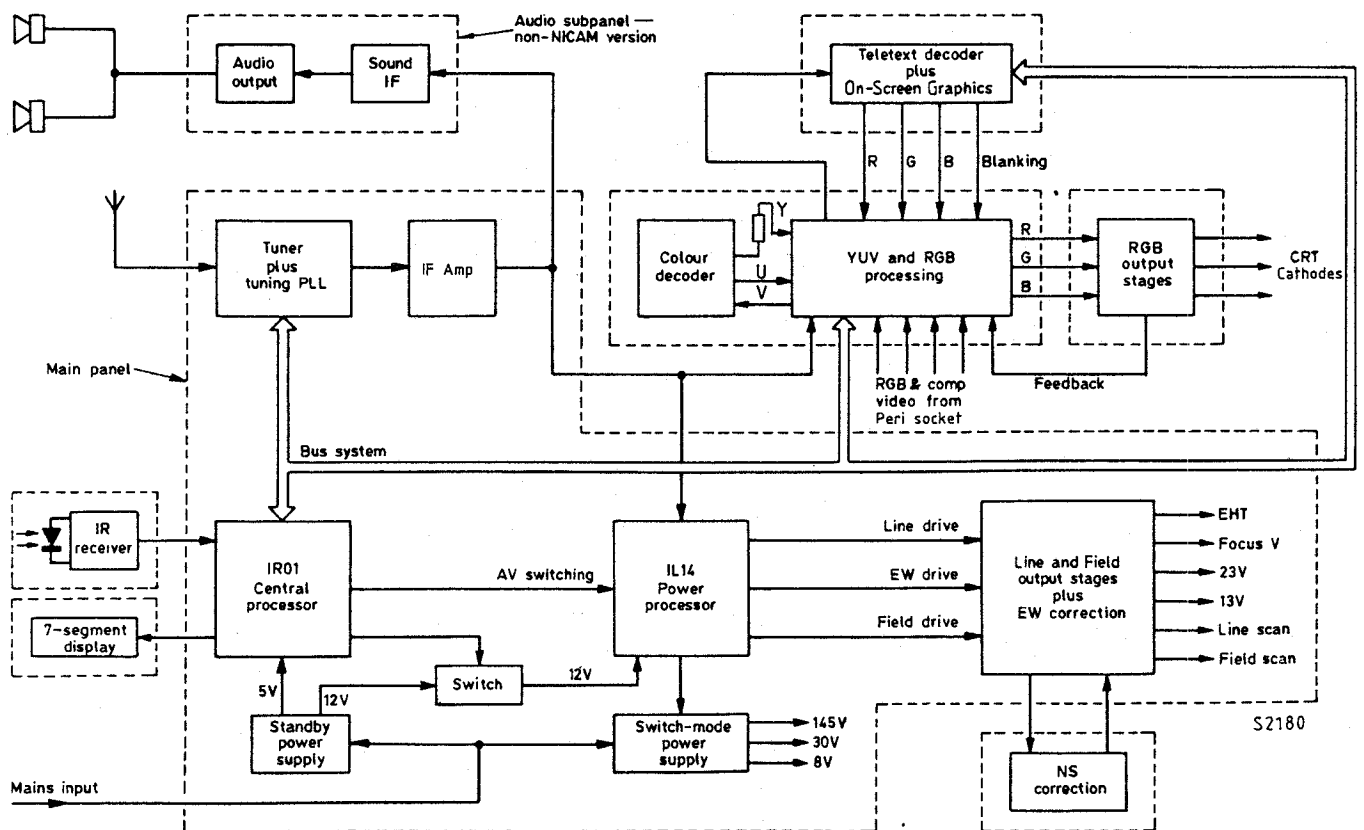 Audio subpanel —
non-NICAM version
Audio
output
Sound
IF
Teletext decoder
plus
On-Screen Graphics
R
G
B
Blanking
Tuner
plus
tuning PLL
IF Amp
Colour
decoder
Y
U
V
YUV and RGB
processing
R
G
B
RGB
output
stages
CRT
Cathodes
Main panel
RGB & comp
video from
Peri socket
Feedback
Bus system
IR
receiver
IR01
Central
processor
AV switching
IL14
Power
processor
Line drive
EW drive
Field drive
Line and Field
output stages
plus
EW correction
EHT
Focus V
23V
13V
Line scan
Field scan
7-segment
display
5V
12V
Switch
12V
Standby
power
supply
Switch-mode
power
supply
145V
30V
8V
S2180
NS
correction
Mains input